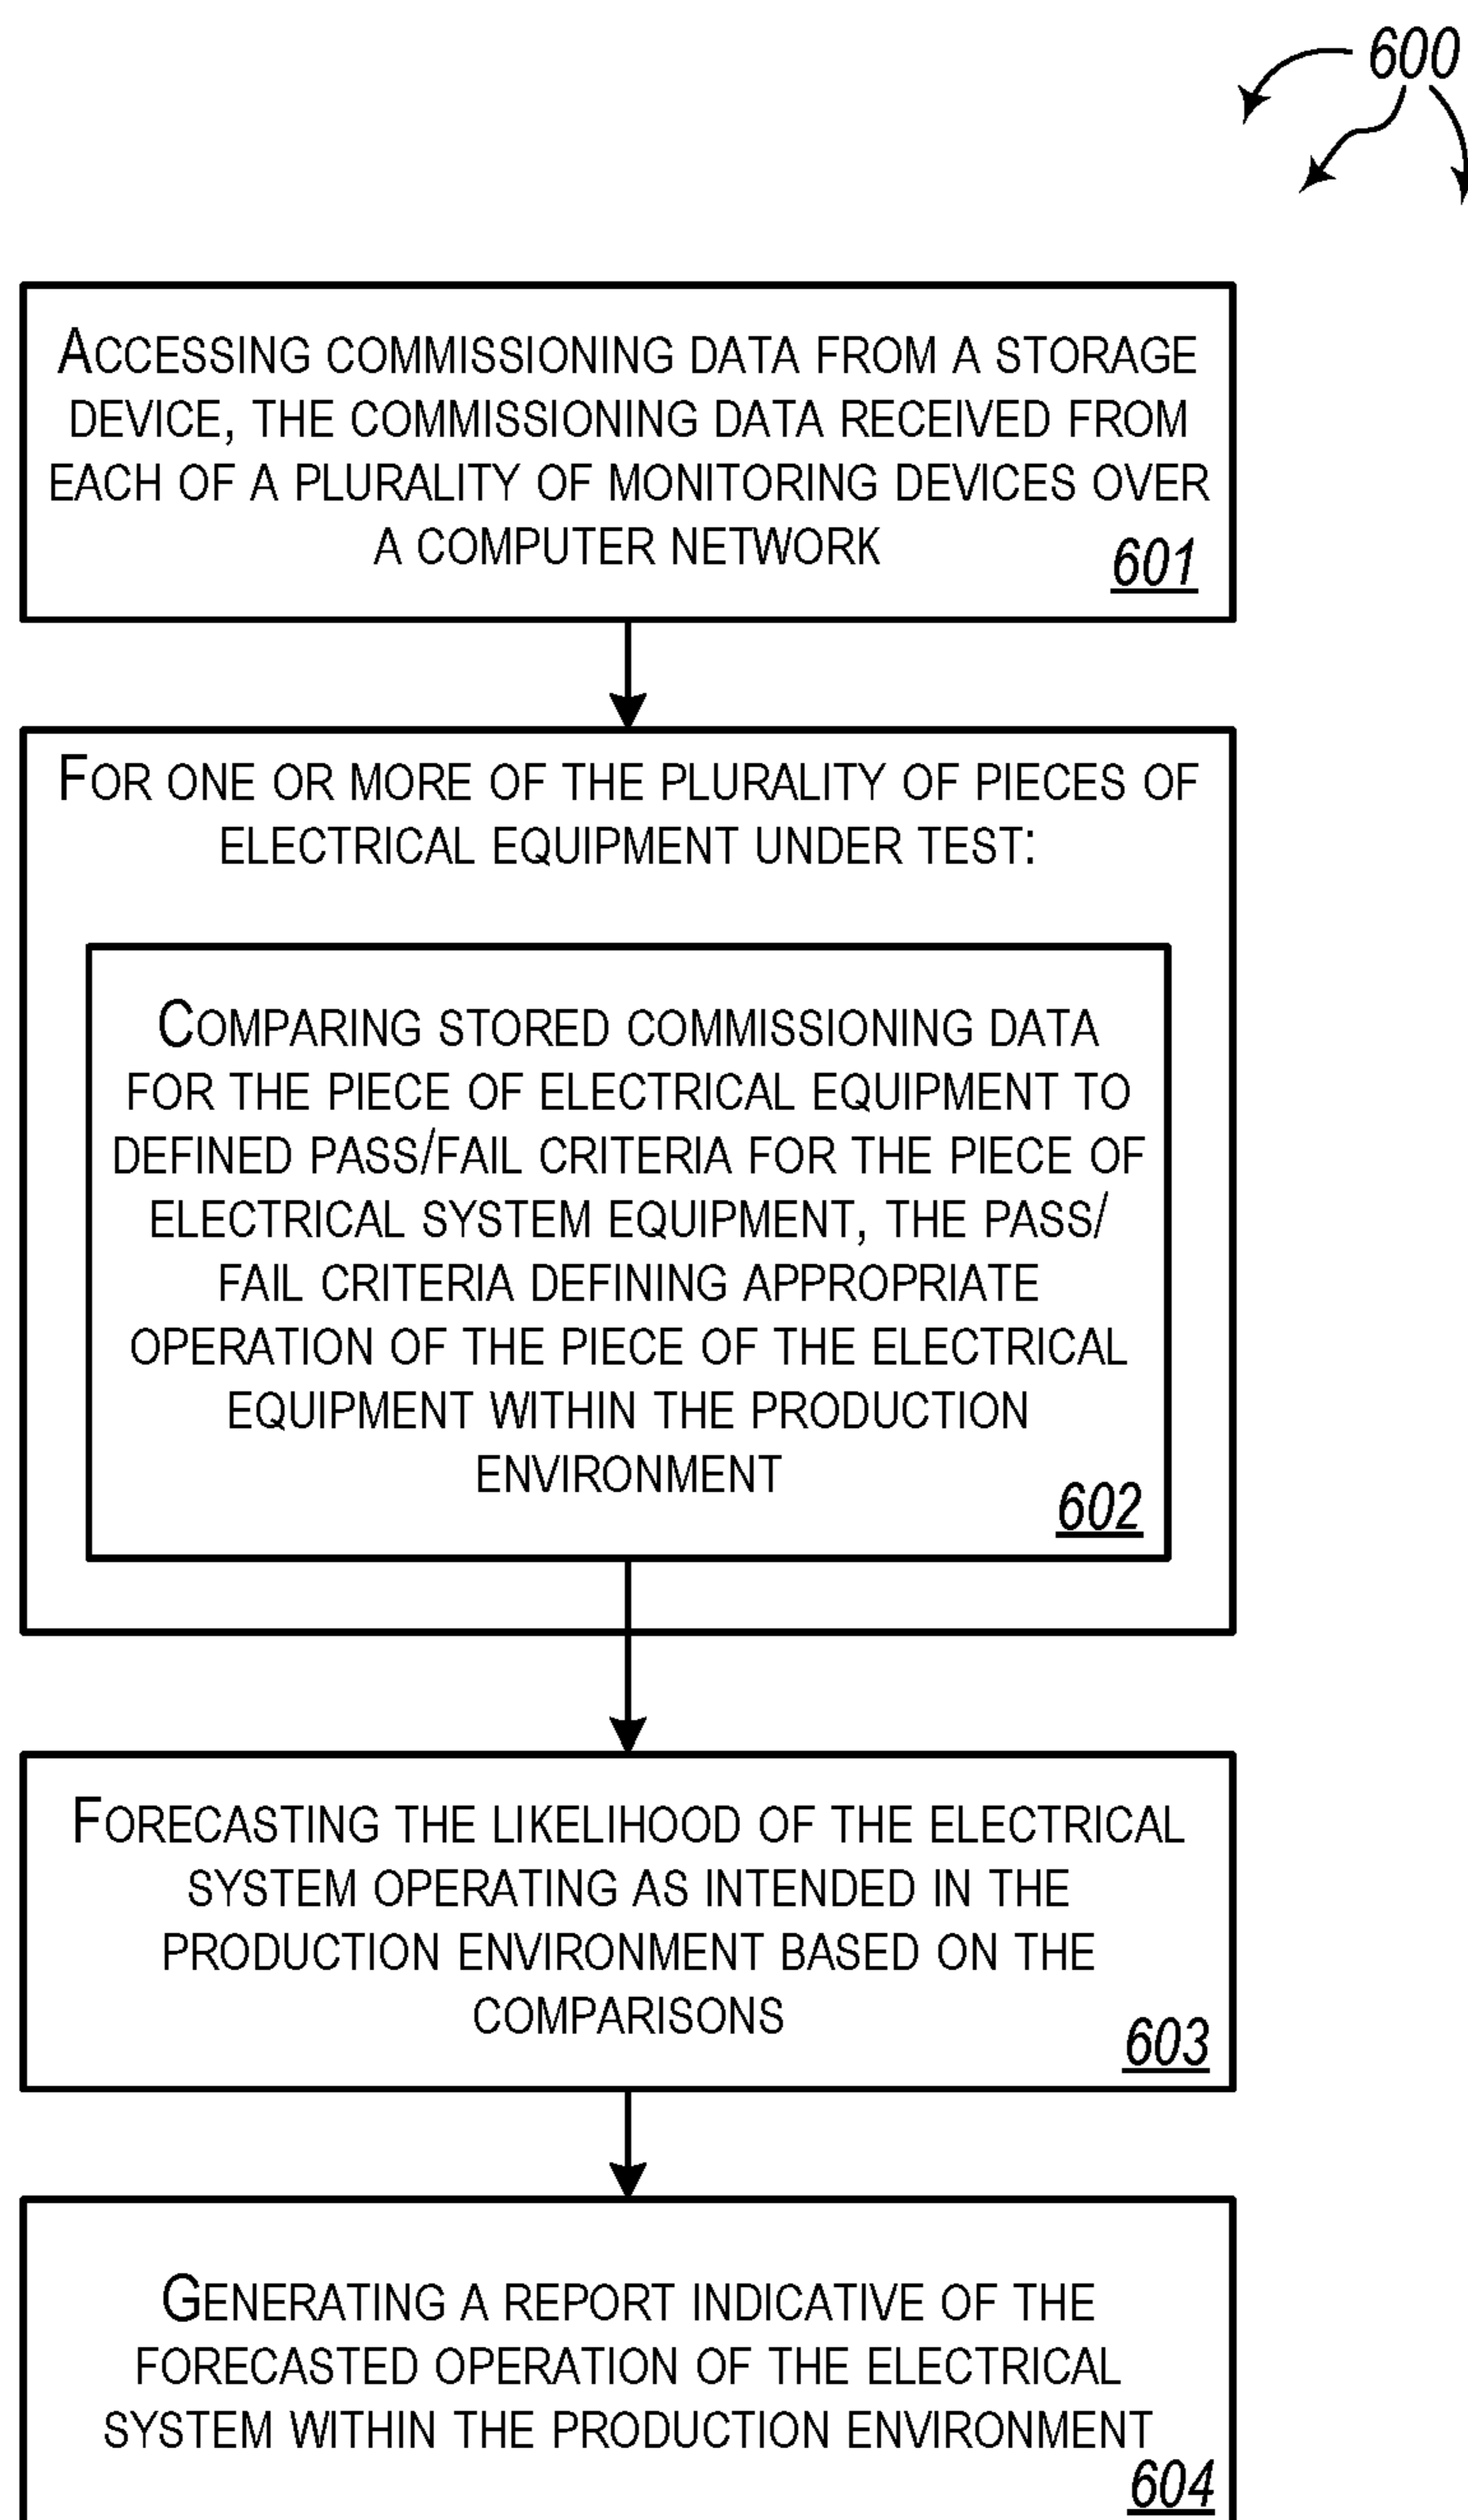 600
ACCESSING COMMISSIONING DATA FROM A STORAGE
DEVICE, THE COMMISSIONING DATA RECEIVED FROM
EACH OF A PLURALITY OF MONITORING DEVICES OVER
A COMPUTER NETWORK
601
FOR ONE OR MORE OF THE PLURALITY OF PIECES OF
ELECTRICAL EQUIPMENT UNDER TEST:
COMPARING STORED COMMISSIONING DATA
FOR THE PIECE OF ELECTRICAL EQUIPMENT TO
DEFINED PASS/FAIL CRITERIA FOR THE PIECE OF
ELECTRICAL SYSTEM EQUIPMENT, THE PASS/
FAIL CRITERIA DEFINING APPROPRIATE
OPERATION OF THE PIECE OF THE ELECTRICAL
EQUIPMENT WITHIN THE PRODUCTION
ENVIRONMENT
602
FORECASTING THE LIKELIHOOD OF THE ELECTRICAL
SYSTEM OPERATING AS INTENDED IN THE
PRODUCTION ENVIRONMENT BASED ON THE
COMPARISONS
603
GENERATING A REPORT INDICATIVE OF THE
FORECASTED OPERATION OF THE ELECTRICAL
SYSTEM WITHIN THE PRODUCTION ENVIRONMENT
604